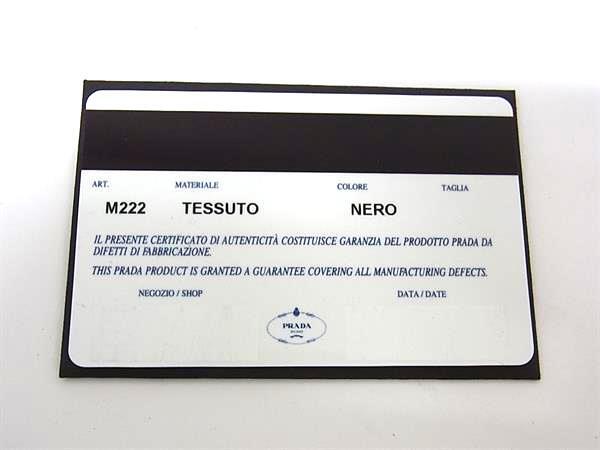 ART. MATERIALE COLORE TAGLIA
M222 TESSUTO NERO
IL PRESENTE CERTIFICATO DI AUTENTICITÀ COSTITUISCE GARANZIA DEL PRODOTTO PRADA DA
DIFETTI DI FABBRICAZIONE.
THIS PRADA PRODUCT IS GRANTED A GUARANTEE COVERING ALL MANUFACTURING DEFECTS.
NEGOZIO / SHOP DATA / DATE
PRADA
MILANO